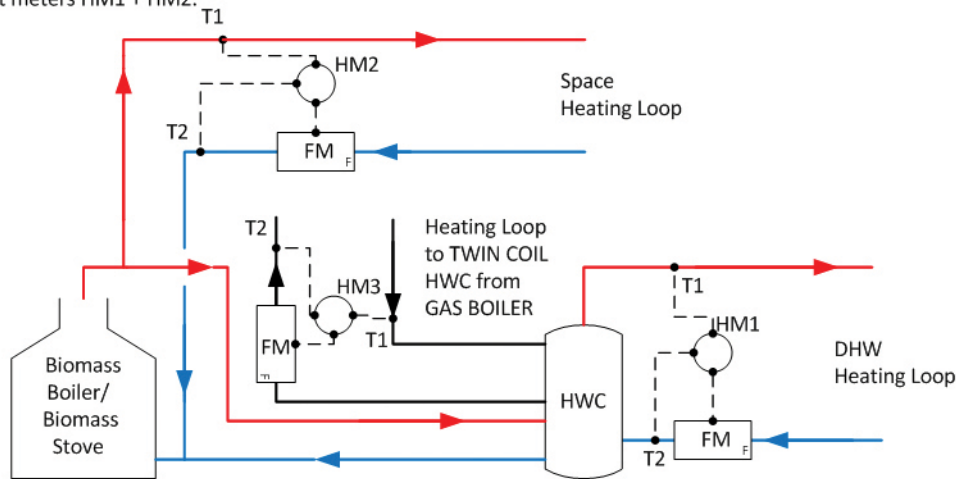 t meters HM1 + HM2.
T1
HM2
Space
Heating Loop
T2
FM
F
T2
Heating Loop
to TWIN COIL
HWC from
GAS BOILER
HM3
T1
FM
F
T1
HM1
DHW
Heating Loop
Biomass
Boiler/
Biomass
Stove
HWC
FM
F
T2